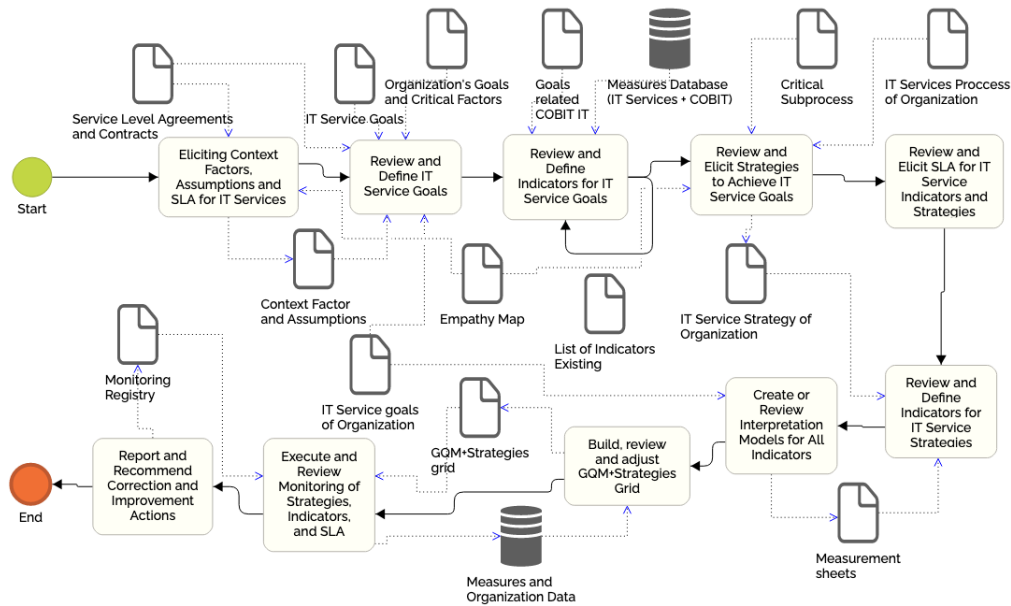 Organization's Goals
and Critical Factors
Goals
related
COBIT IT
Measures Database
(IT Services + COBIT)
Critical
Subprocess
IT Services Proccess
of Organization
Service Level Agreements
and Contracts
IT Service Goals
Start
Eliciting Context
Factors,
Assumptions and
SLA for IT Services
Review and
Define IT
Service Goals
Review and
Define
Indicators for IT
Service Goals
Review and
Elicit Strategies
to Achieve IT
Service Goals
Review and
Elicit SLA for IT
Service
Indicators and
Strategies
Context Factor
and Assumptions
Empathy Map
List of Indicators
Existing
IT Service Strategy of
Organization
Monitoring
Registry
IT Service goals
of Organization
GQM+Strategies
grid
Create or
Review
Interpretation
Models for All
Indicators
Review and
Define
Indicators for
IT Service
Strategies
End
Report and
Recommend
Correction and
Improvement
Actions
Execute and
Review
Monitoring of
Strategies,
Indicators,
and SLA
Build, review
and adjust
GQM+Strategies
Grid
Measures and
Organization Data
Measurement
sheets